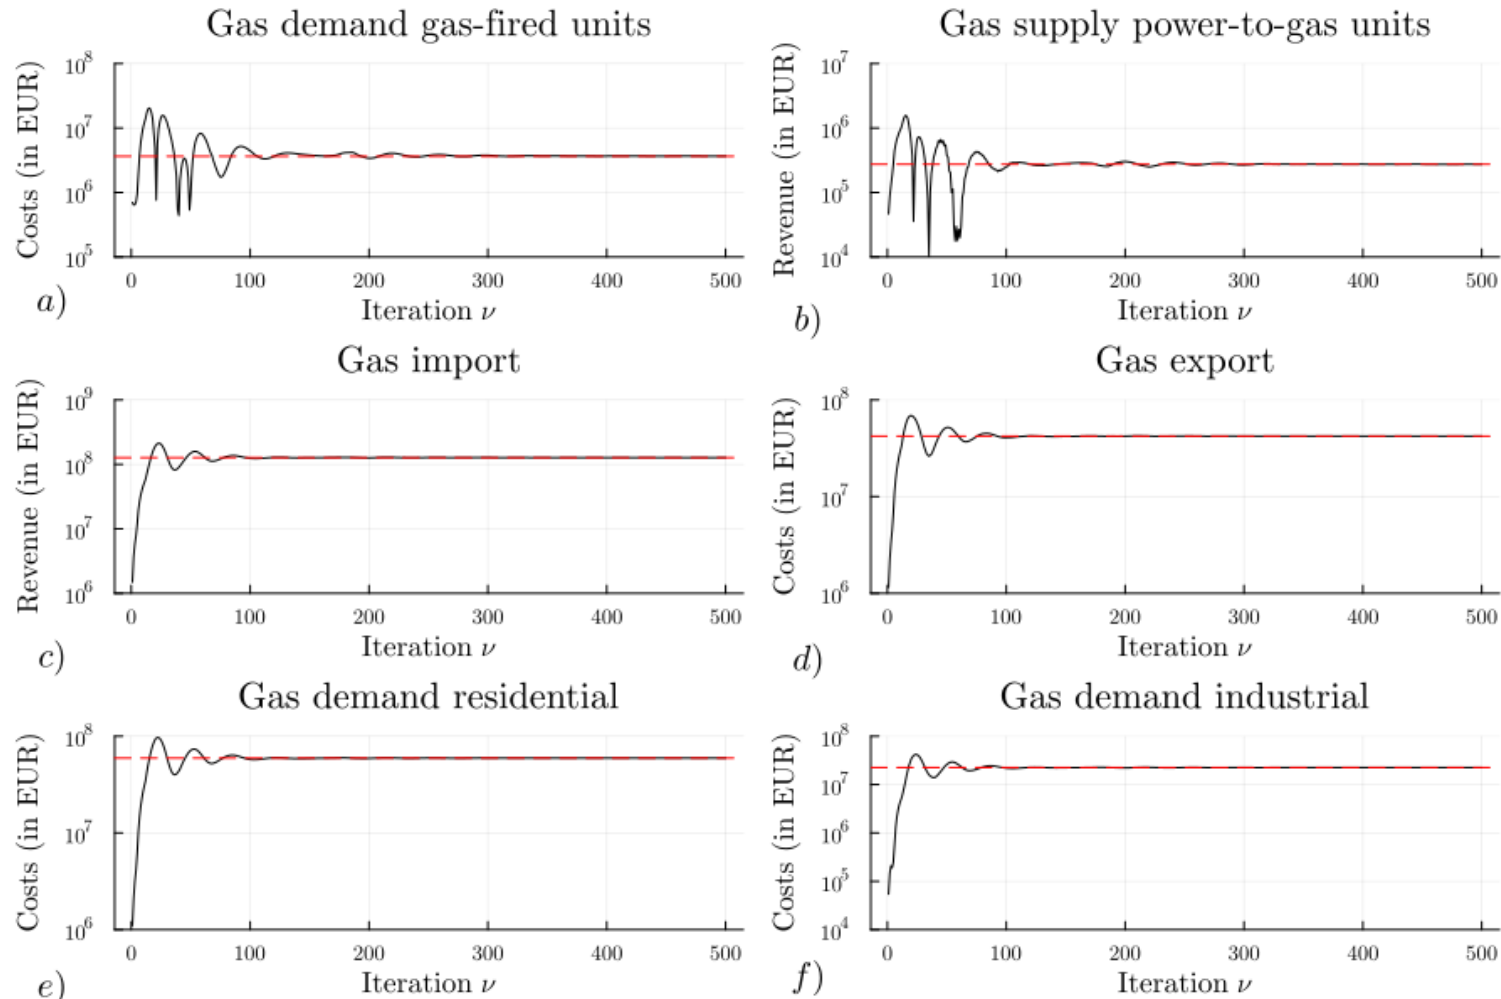 Gas demand gas-fired units
Costs (in EUR)
10^8
10^7
10^6
10^5
0 100 200 300 400 500
Iteration ν
a)
Gas supply power-to-gas units
Revenue (in EUR)
10^7
10^6
10^5
10^4
0 100 200 300 400 500
Iteration ν
b)
Gas import
Revenue (in EUR)
10^9
10^8
10^7
10^6
0 100 200 300 400 500
Iteration ν
c)
Gas export
Costs (in EUR)
10^8
10^7
10^6
0 100 200 300 400 500
Iteration ν
d)
Gas demand residential
Costs (in EUR)
10^8
10^7
10^6
0 100 200 300 400 500
Iteration ν
e)
Gas demand industrial
Costs (in EUR)
10^8
10^7
10^6
10^5
10^4
0 100 200 300 400 500
Iteration ν
f)